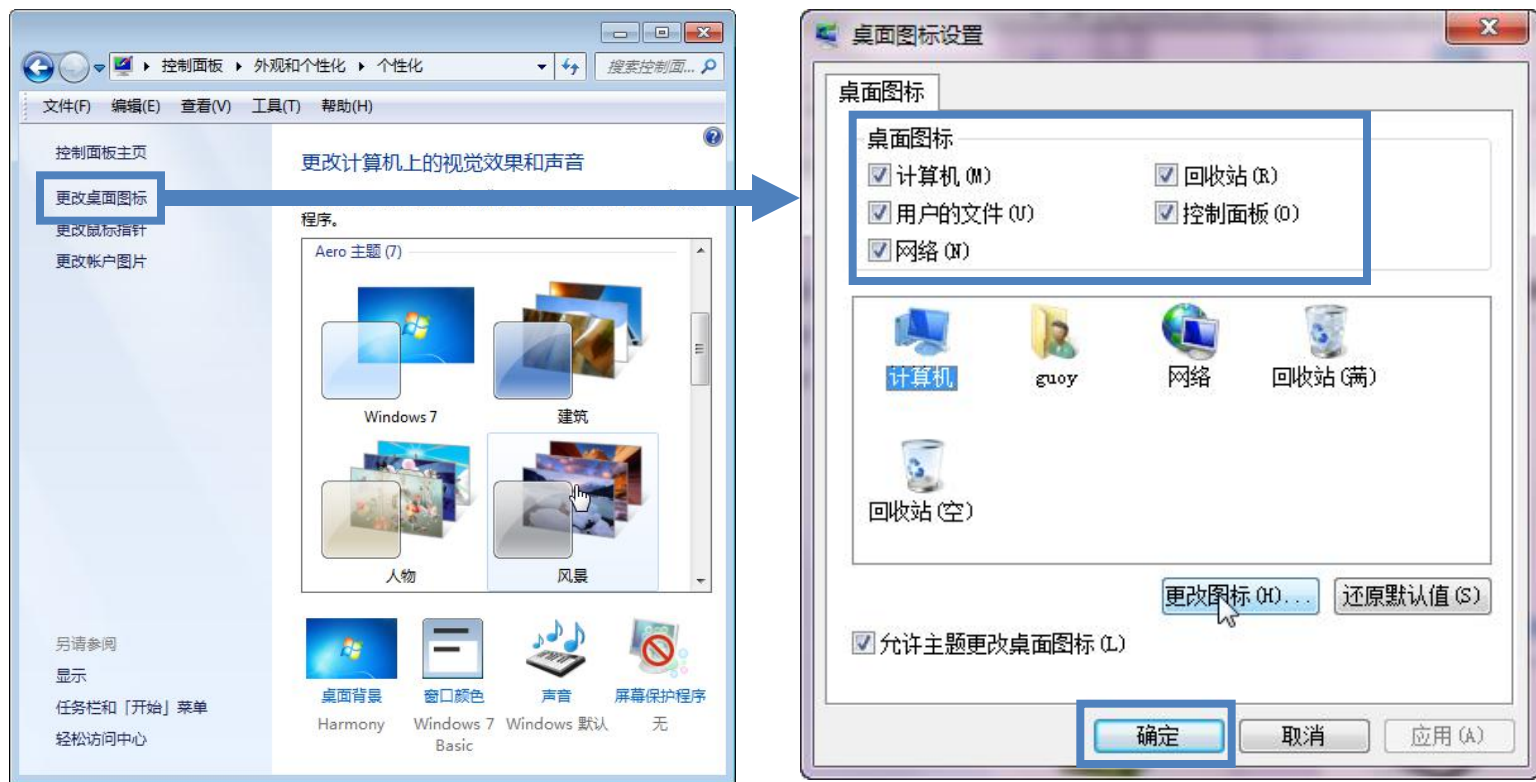 控制面板 ▸ 外观和个性化 ▸ 个性化
搜索控制面...
文件(F) 编辑(E) 查看(V) 工具(T) 帮助(H)
控制面板主页
更改桌面图标
更改鼠标指针
更改帐户图片
更改计算机上的视觉效果和声音
程序。
Aero 主题 (7)
Windows 7
建筑
人物
风景
另请参阅
显示
任务栏和「开始」菜单
轻松访问中心
桌面背景
Harmony
窗口颜色
Windows 7
Basic
声音
Windows 默认
屏幕保护程序
无
桌面图标设置
桌面图标
桌面图标
计算机(M) 回收站(R)
用户的文件(U) 控制面板(O)
网络(N)
计算机 guoy 网络 回收站(满)
回收站(空)
更改图标(H)... 还原默认值(S)
允许主题更改桌面图标(L)
确定 取消 应用(A)